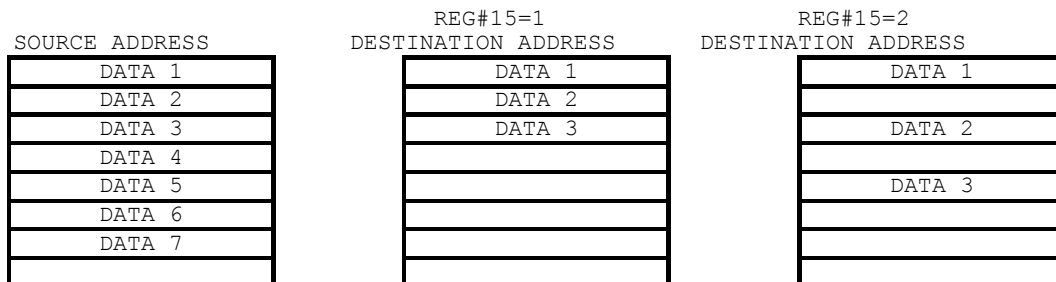 REG#15=1 REG#15=2
SOURCE ADDRESS DESTINATION ADDRESS DESTINATION ADDRESS
DATA 1 DATA 1 DATA 1
DATA 2 DATA 2
DATA 3 DATA 3 DATA 2
DATA 4
DATA 5 DATA 3
DATA 6
DATA 7